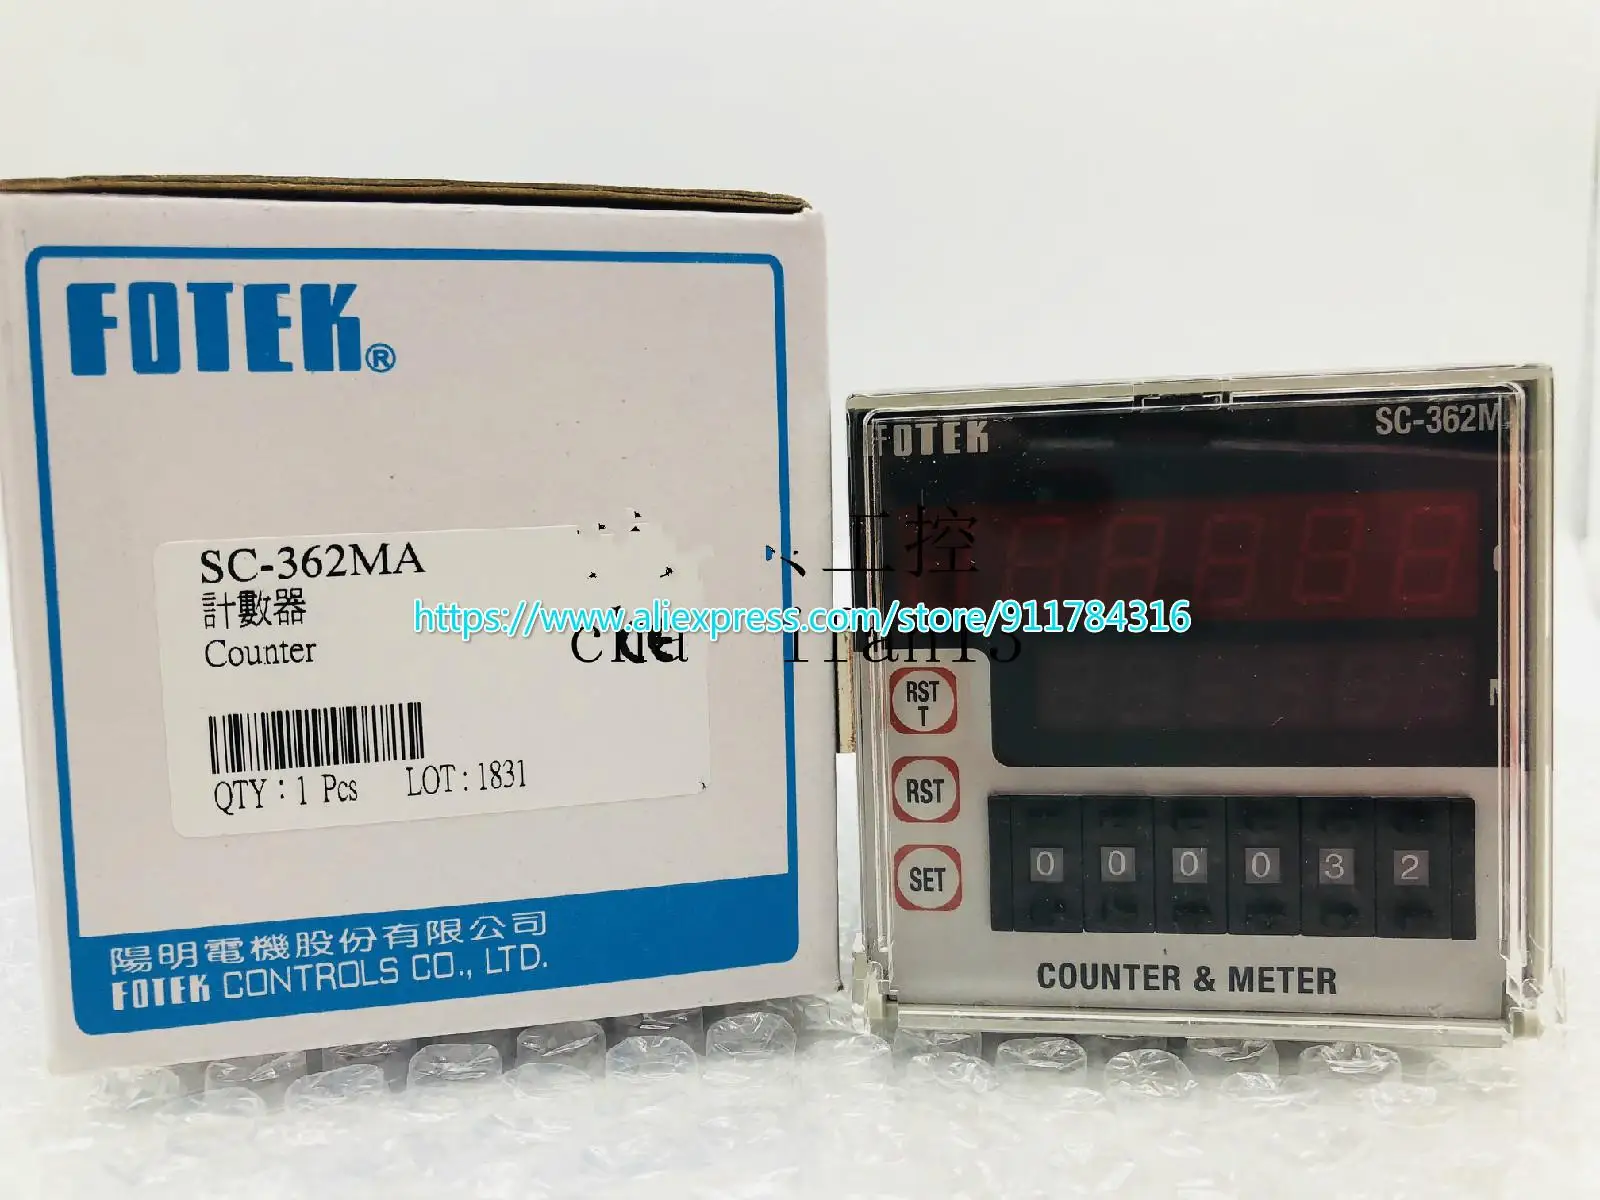 FOTEK®
SC-362MA
計數器
Counter
CE
QTY：1 Pcs LOT：1831
陽明電機股份有限公司
FOTEK CONTROLS CO., LTD.
https://www.aliexpress.com/store/911784316
工控
FOTEK
SC-362M
RST
T
RST
SET
0 0 0 0 3 2
COUNTER & METER